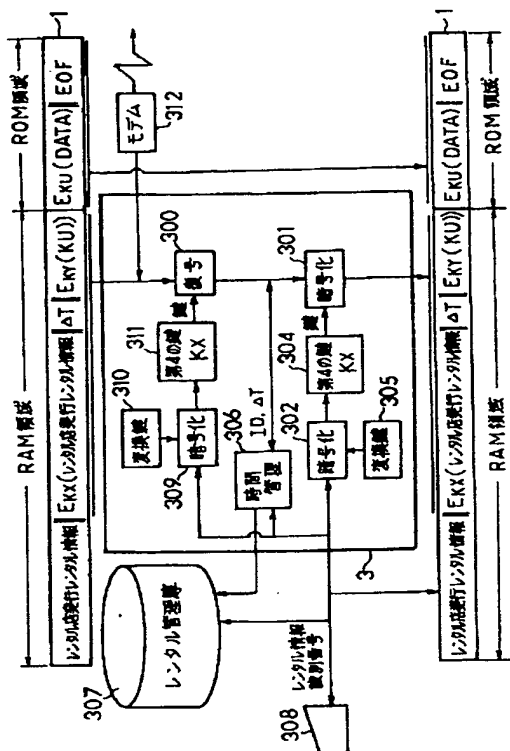 RAM領域
ROM領域
レンタル店発行レンタル情報 | EKX(レンタル店発行レンタル情報 | ΔT | EKY(KU)) | EKU(DATA) | EOF
1
モデム
312
307
レンタル管理簿
310
変換鍵
309
暗号化
311
第4の鍵
KX
鍵
300
復号
306
時間
管理
ID, ΔT
302
暗号化
304
第4の鍵
KX
鍵
301
暗号化
305
変換鍵
3
308
レンタル情報
識別番号
レンタル店発行レンタル情報 | EKX(レンタル店発行レンタル情報 | ΔT | EKY(KU)) | EKU(DATA) | EOF
1
RAM領域
ROM領域